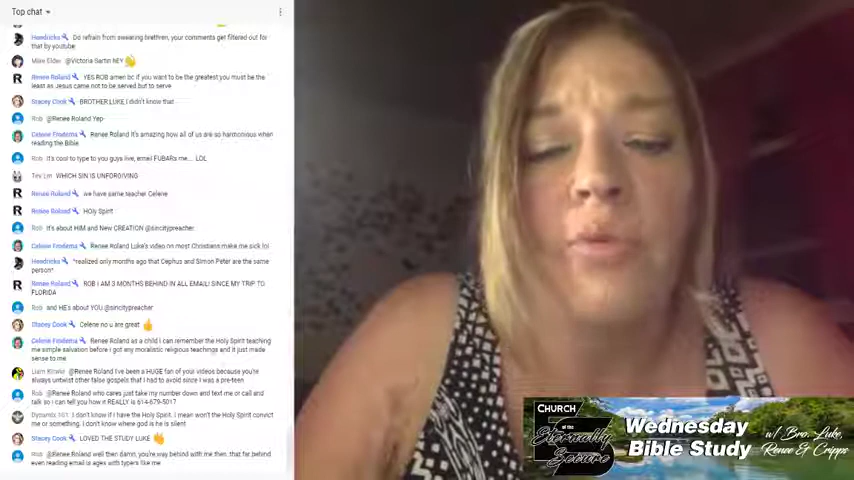 Top chat
Hendricks Do refrain from swearing brethren, your comments get filtered out for
that by youtube
Mike Elder @Victoria Sartin HEY
Renee Roland YES ROB amen bc if you want to be the greatest you must be the
least as Jesus came not to be served but to serve
Stacey Cook BROTHER LUKE, I didn't know that
Rob @Renee Roland Yep
Celene Renee Roland It's amazing how all of us are so harmonious when
reading the Bible
Rob It's cool to type to you guys live, email FUBARs me.... LOL
WHICH SIN IS UNFORGIVING
Renee Roland we have same teacher Celene
Renee Roland HOly Spirit
Rob It's about HIM and New CREATION @sincitypreacher
Celene Renee Roland Luke's video on most Christians make me sick lol
Hendricks *realized only months ago that Cephus and Simon Peter are the same
person*
Renee Roland ROB I AM 3 MONTHS BEHIND IN ALL EMAIL! SINCE MY TRIP TO
FLORIDA
Rob and HE's about YOU @sincitypreacher
Stacey Cook Celene no u are great
Celene Renee Roland as a child I can remember the Holy Spirit teaching
me simple salvation before I got any moralistic religious teachings and it just made
sense to me
Liam @Renee Roland I've been a HUGE fan of your videos because you're
always untwist other false gospels that I had to avoid since I was a pre-teen
Rob @Renee Roland who cares just take my number down and text me or call and
talk so i can tell you how it REALLY is 614-679-5017
I don't know if I have the Holy Spirit. I mean won't the Holy Spirit convict
me or something. I don't know where god is he is silent
Stacey Cook LOVED THE STUDY LUKE
Rob @Renee Roland well then damn, you're way behind with me then, that far behind
even reading email is ages with typers like me
CHURCH
of the
Eternally
Secure
Wednesday
Bible Study
w/ Bro. Luke,
Renee & Cripps